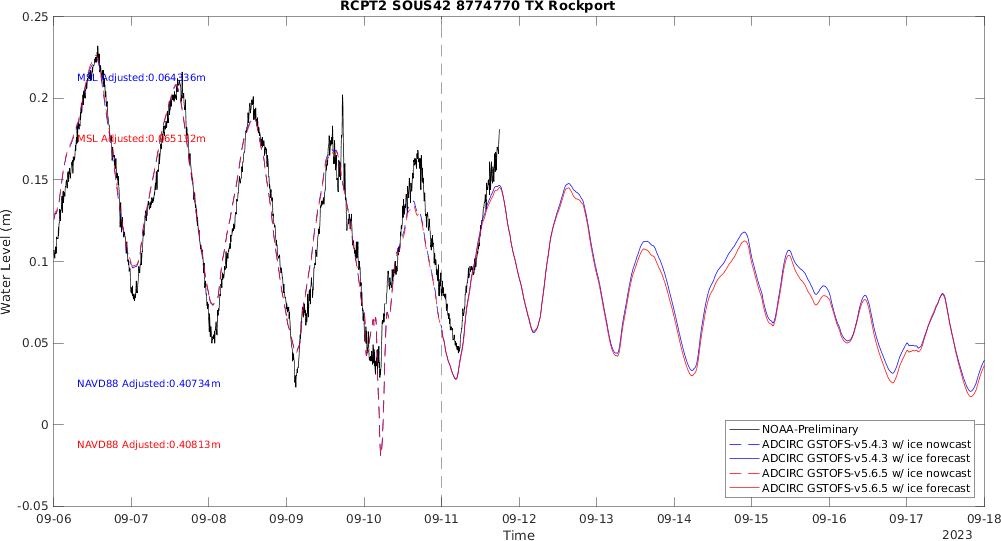 RCPT2 SOUS42 8774770 TX Rockport
0.25
0.2
0.15
0.1
0.05
0
-0.05
Water Level (m)
MSL Adjusted:0.064336m
MSL Adjusted:0.065192m
NAVD88 Adjusted:0.40734m
NAVD88 Adjusted:0.40813m
NOAA-Preliminary
ADCIRC GSTOFS-v5.4.3 w/ ice nowcast
ADCIRC GSTOFS-v5.4.3 w/ ice forecast
ADCIRC GSTOFS-v5.6.5 w/ ice nowcast
ADCIRC GSTOFS-v5.6.5 w/ ice forecast
09-06 09-07 09-08 09-09 09-10 09-11 09-12 09-13 09-14 09-15 09-16 09-17 09-18
Time
2023